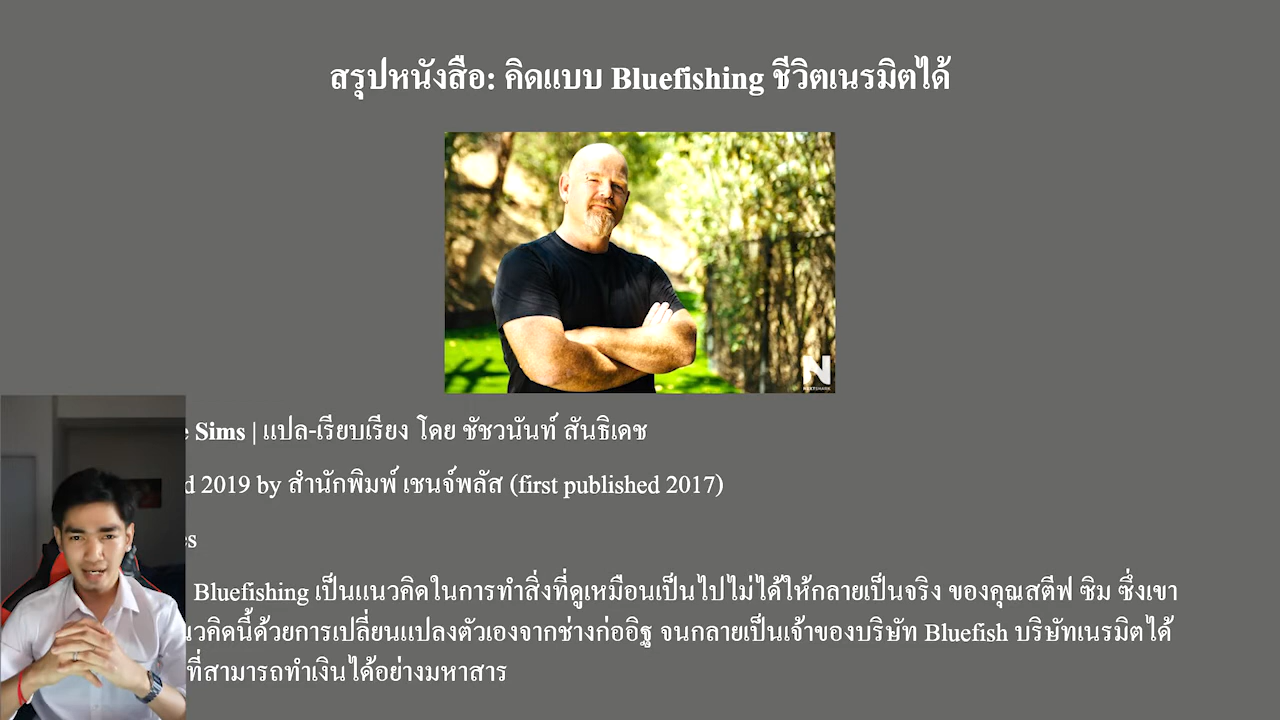 สรุปหนังสือ: คิดแบบ Bluefishing ชีวิตเนรมิตได้
N
NEXTSHARK
Sims | แปล-เรียบเรียง โดย ชัชวนันท์ สันธิเดช
2019 by สำนักพิมพ์ เชนจ์พลัส (first published 2017)
Bluefishing เป็นแนวคิดในการทำสิ่งที่ดูเหมือนเป็นไปไม่ได้ให้กลายเป็นจริง ของคุณสตีฟ ซิม ซึ่งเขา
นวคิดนี้ด้วยการเปลี่ยนแปลงตัวเองจากช่างก่ออิฐ จนกลายเป็นเจ้าของบริษัท Bluefish บริษัทเนรมิตได้
ที่สามารถทำเงินได้อย่างมหาสาร